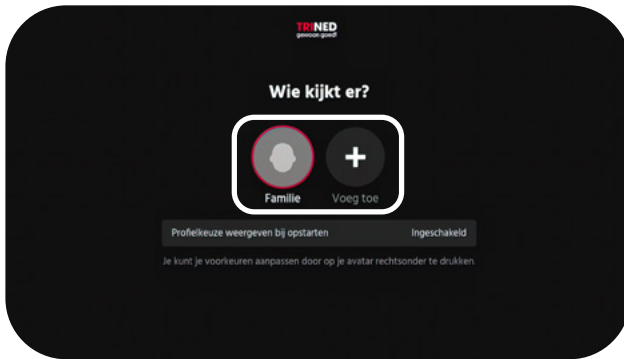 TRINED
gewoon goed!
Wie kijkt er?
Familie
Voeg toe
Profielkeuze weergeven bij opstarten
Ingeschakeld
Je kunt je voorkeuren aanpassen door op je avatar rechtsonder te drukken.